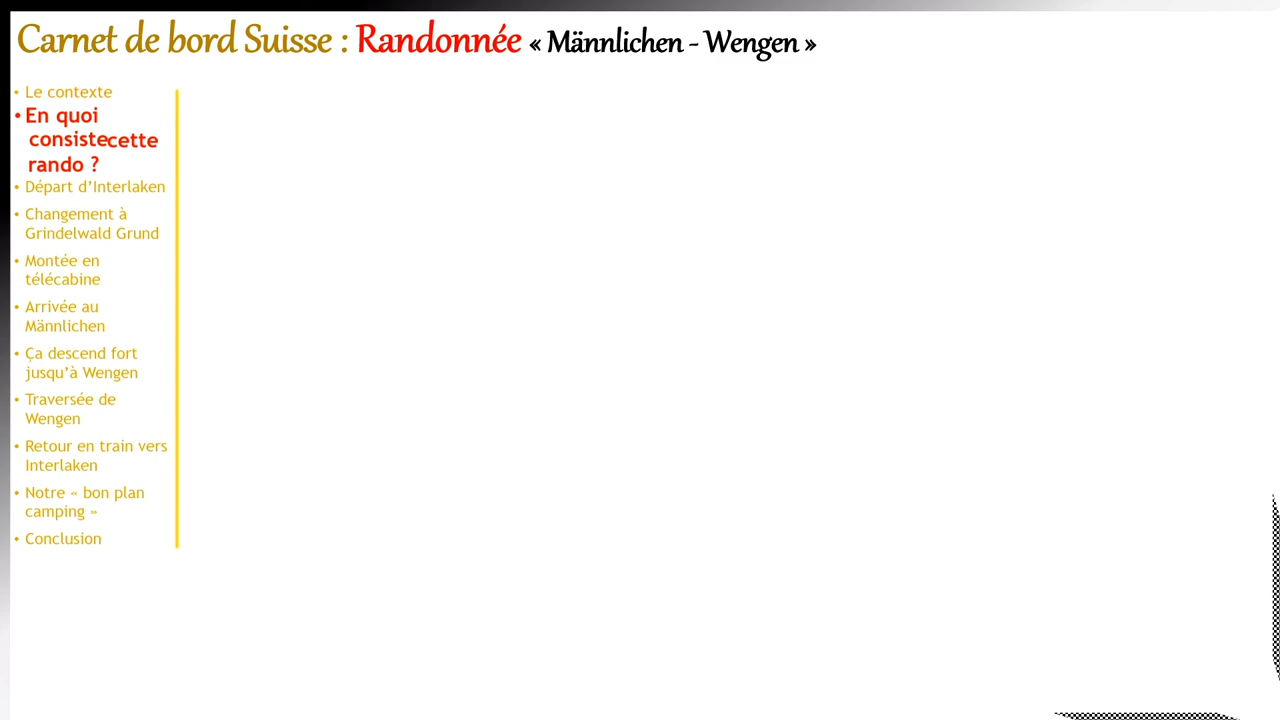 Carnet de bord Suisse : Randonnée « Männlichen - Wengen »
• Le contexte
• En quoi
consistecette
rando ?
• Départ d'Interlaken
• Changement à
Grindelwald Grund
• Montée en
télécabine
• Arrivée au
Männlichen
• Ça descend fort
jusqu'à Wengen
• Traversée de
Wengen
• Retour en train vers
Interlaken
• Notre « bon plan
camping »
• Conclusion